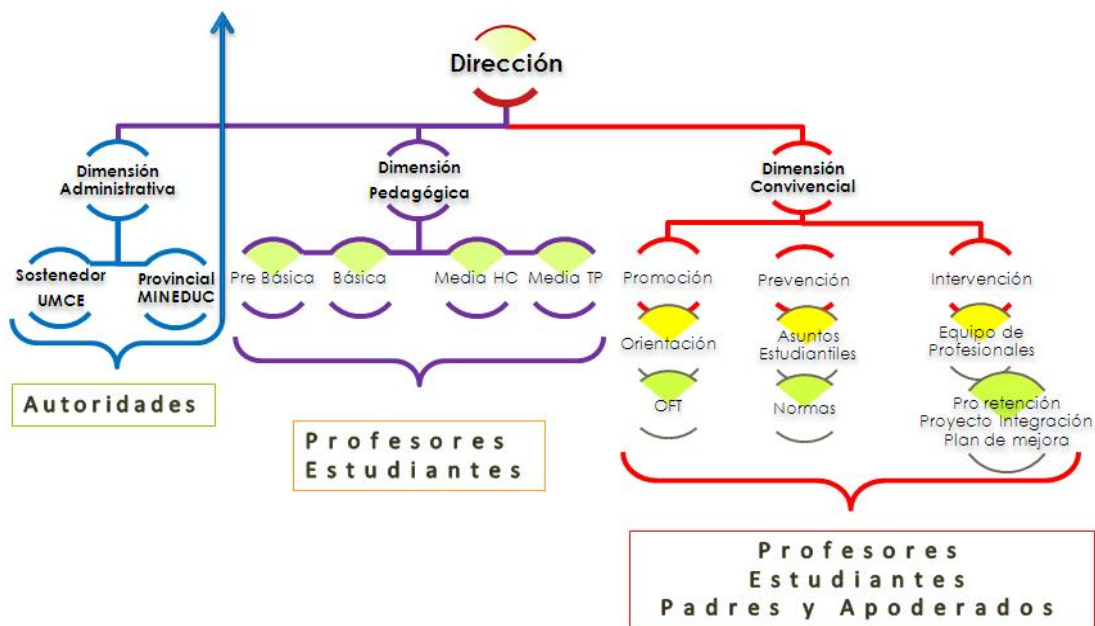 Dirección
Dimensión
Administrativa
Dimensión
Pedagógica
Dimensión
Convivencial
Sostenedor
UMCE
Provincial
MINEDUC
Pre Básica
Básica
Media HC
Media TP
Promoción
Prevención
Intervención
Orientación
Asuntos
Estudiantiles
Equipo de
Profesionales
OFT
Normas
Pro retención
Proyecto Integración
Plan de mejora
Autoridades
Profesores
Estudiantes
Profesores
Estudiantes
Padres y Apoderados